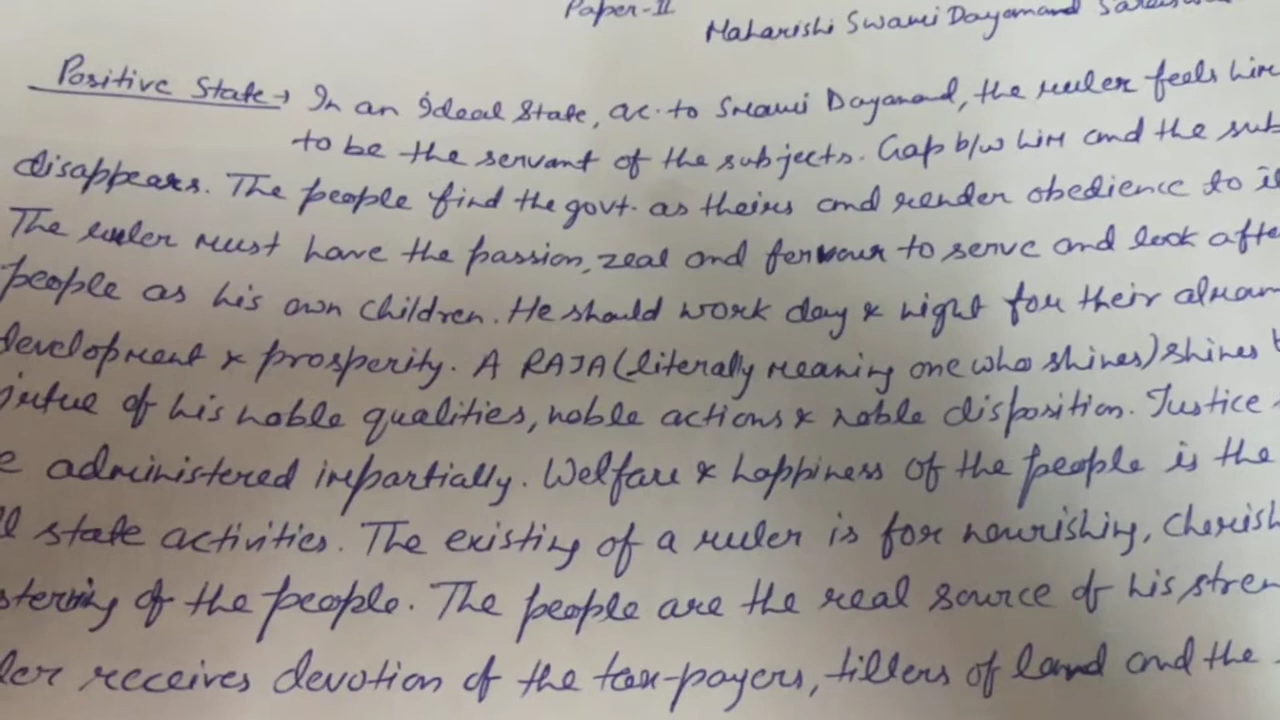 Paper-II
Maharishi Swami Dayanand
Positive State → In an ideal State, ac. to Swami Dayanand, the ruler feels
to be the servant of the subjects. Gap b/w him and the
disappears. The people find the govt. as theirs and render obedience to
The ruler must have the passion, zeal and fervour to serve and look
people as his own children. He should work day & night for their
development & prosperity. A RAJA (literally meaning one who shines) shines
of his noble qualities, noble actions & noble disposition. Justice
administered impartially. Welfare & happiness of the people is the
state activities. The existing of a ruler is for nourishing,
of the people. The people are the real source of his
receives devotion of the tax-payers, tillers of land and the